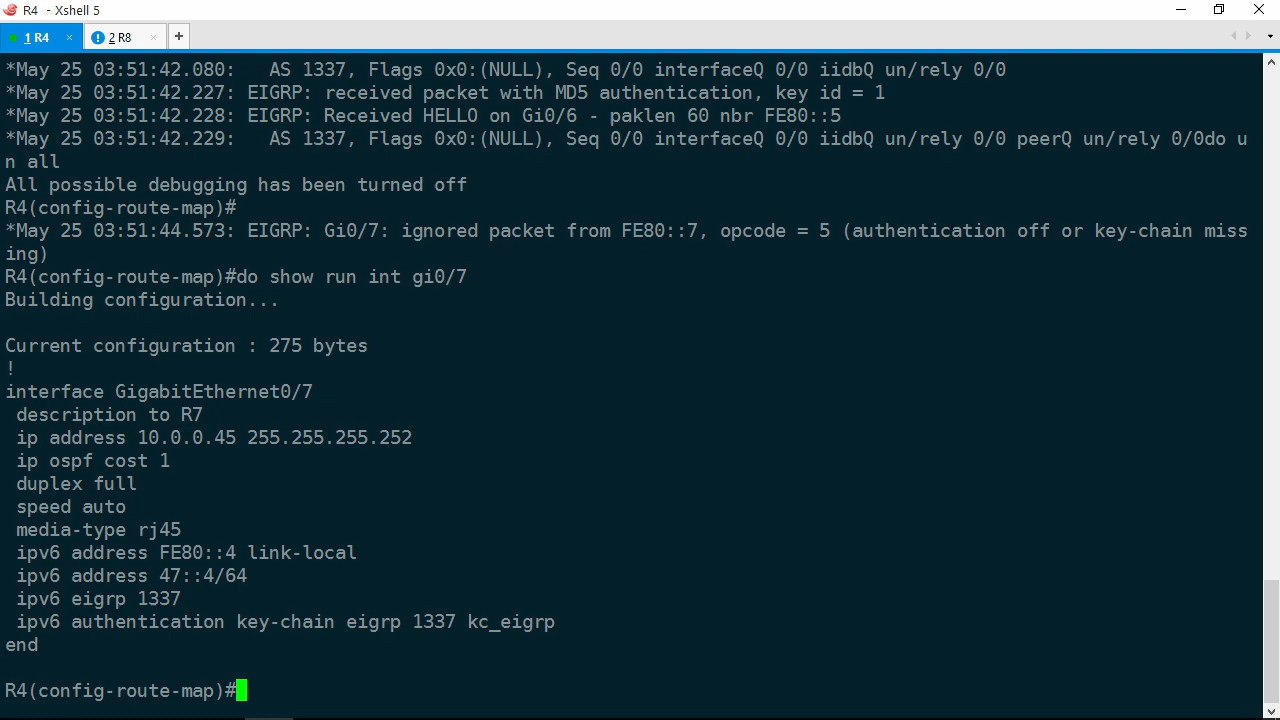 R4 - Xshell 5
1 R4 × 2 R8 × +
*May 25 03:51:42.080:   AS 1337, Flags 0x0:(NULL), Seq 0/0 interfaceQ 0/0 iidbQ un/rely 0/0
*May 25 03:51:42.227: EIGRP: received packet with MD5 authentication, key id = 1
*May 25 03:51:42.228: EIGRP: Received HELLO on Gi0/6 - paklen 60 nbr FE80::5
*May 25 03:51:42.229:   AS 1337, Flags 0x0:(NULL), Seq 0/0 interfaceQ 0/0 iidbQ un/rely 0/0 peerQ un/rely 0/0do u
n all
All possible debugging has been turned off
R4(config-route-map)#
*May 25 03:51:44.573: EIGRP: Gi0/7: ignored packet from FE80::7, opcode = 5 (authentication off or key-chain miss
ing)
R4(config-route-map)#do show run int gi0/7
Building configuration...
Current configuration : 275 bytes
!
interface GigabitEthernet0/7
 description to R7
 ip address 10.0.0.45 255.255.255.252
 ip ospf cost 1
 duplex full
 speed auto
 media-type rj45
 ipv6 address FE80::4 link-local
 ipv6 address 47::4/64
 ipv6 eigrp 1337
 ipv6 authentication key-chain eigrp 1337 kc_eigrp
end
R4(config-route-map)#